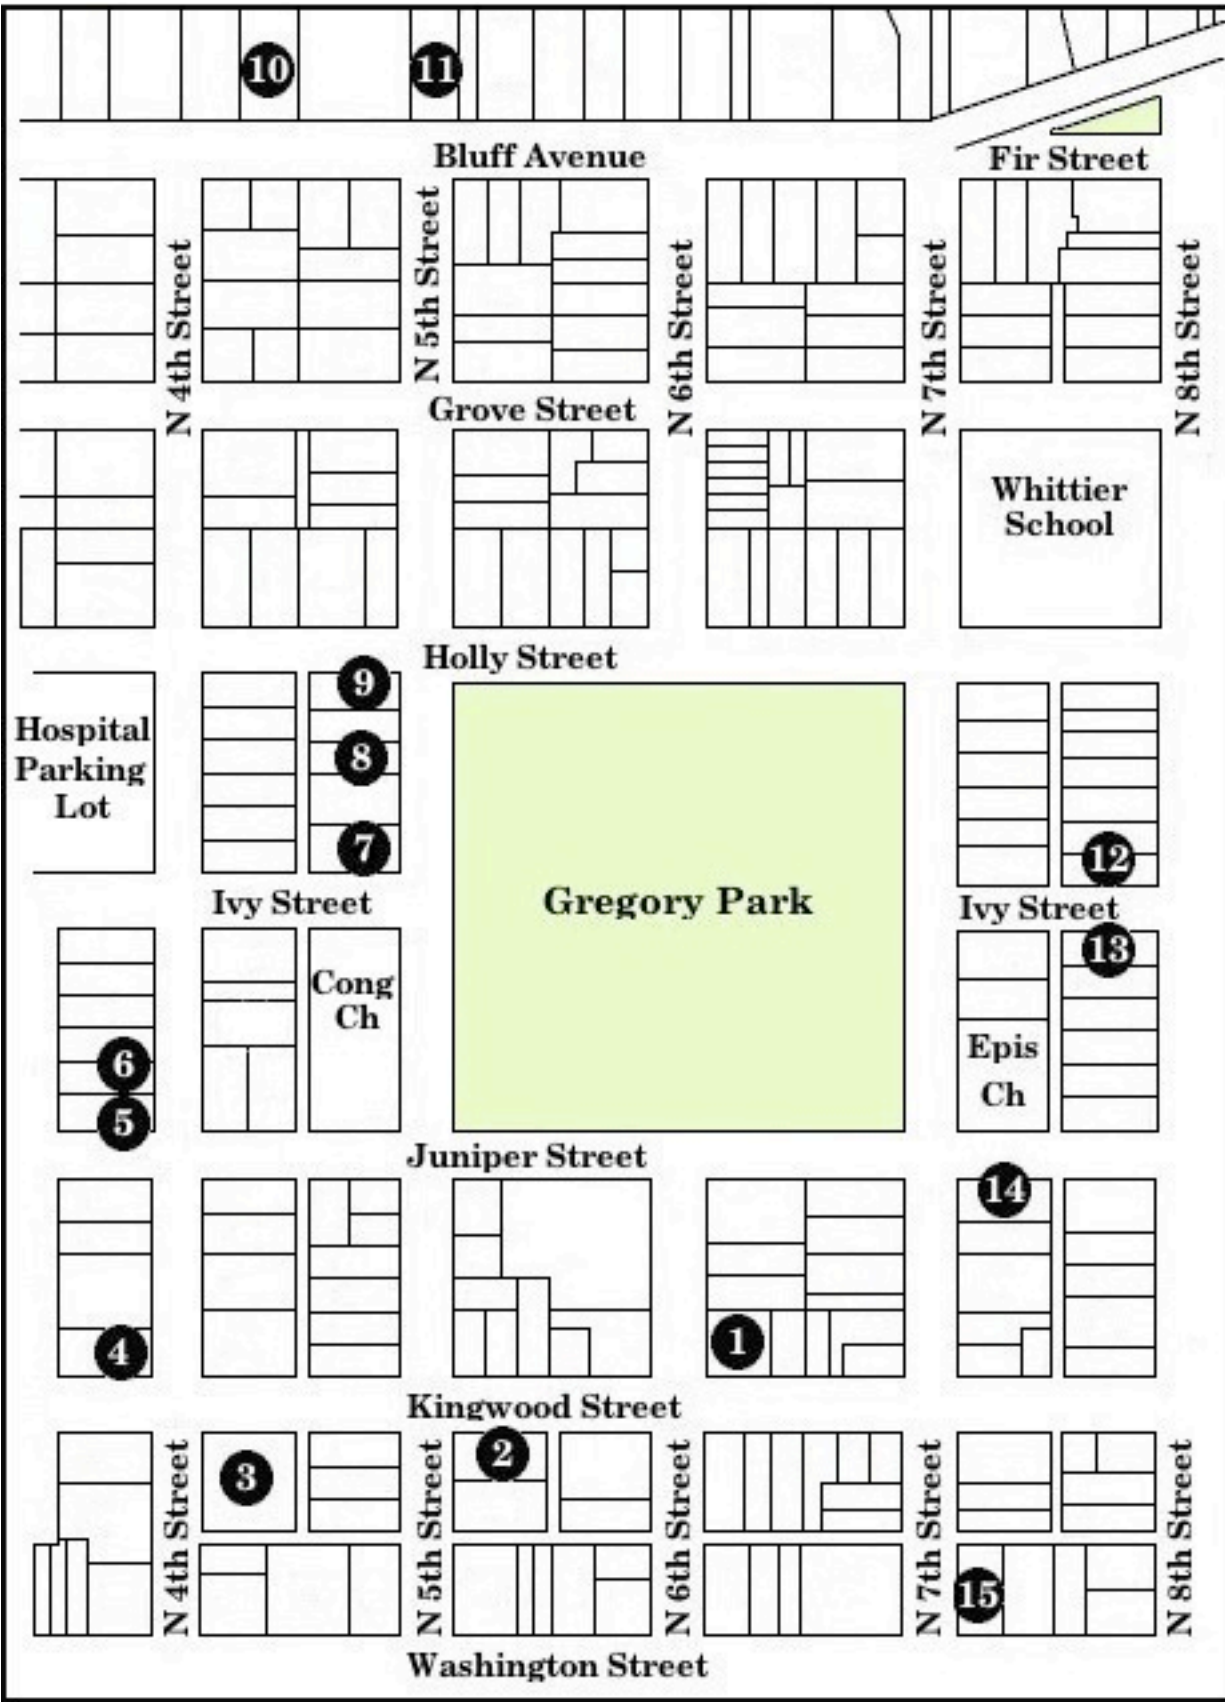 10
11
Bluff Avenue
Fir Street
N 4th Street
N 5th Street
N 6th Street
N 7th Street
N 8th Street
Grove Street
Whittier
School
Holly Street
9
Hospital
Parking
Lot
8
7
12
Gregory Park
Ivy Street
Ivy Street
13
Cong
Ch
Epis
Ch
6
5
Juniper Street
14
4
1
Kingwood Street
N 4th Street
N 5th Street
N 6th Street
N 7th Street
N 8th Street
3
2
15
Washington Street